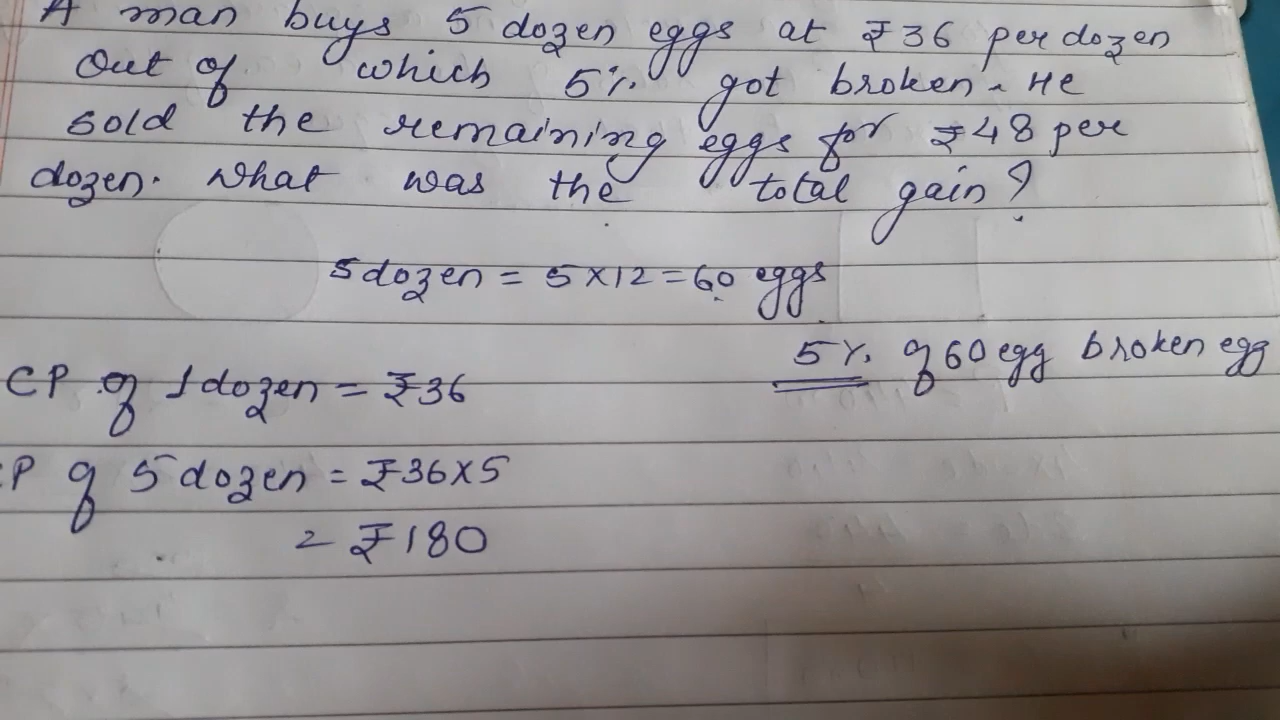 A man buys 5 dozen eggs at ₹36 per dozen
Out of which 5% got broken. He
sold the remaining eggs for ₹48 per
dozen. What was the total gain?
5 dozen = 5×12 = 60 eggs
5% of 60 egg broken egg
CP of 1 dozen = ₹36
CP of 5 dozen = ₹36×5
= ₹180